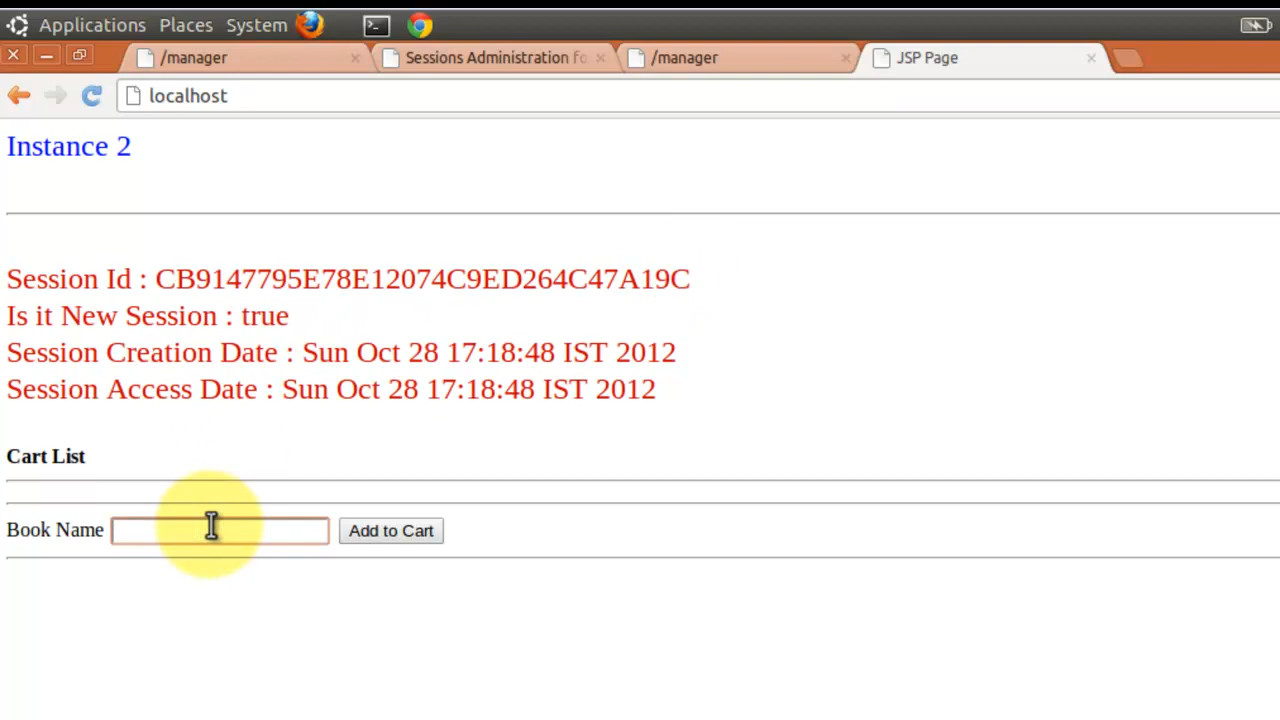 Applications Places System
/manager
Sessions Administration fo
/manager
JSP Page
localhost
Instance 2
Session Id : CB9147795E78E12074C9ED264C47A19C
Is it New Session : true
Session Creation Date : Sun Oct 28 17:18:48 IST 2012
Session Access Date : Sun Oct 28 17:18:48 IST 2012
Cart List
Book Name Add to Cart